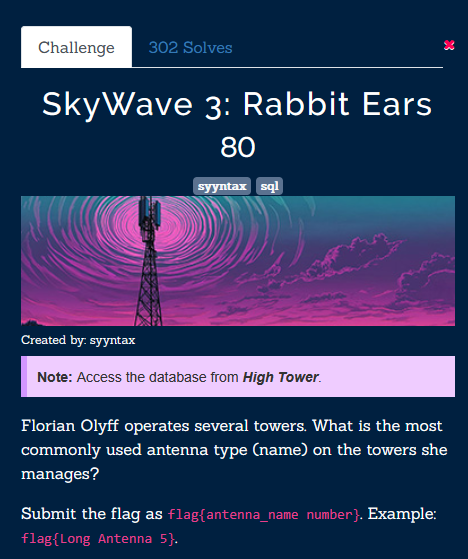 Challenge
302 Solves
SkyWave 3: Rabbit Ears
80
syyntax sql
Created by: syyntax
Note: Access the database from High Tower.
Florian Olyff operates several towers. What is the most
commonly used antenna type (name) on the towers she
manages?
Submit the flag as flag{antenna_name number}. Example:
flag{Long Antenna 5}.